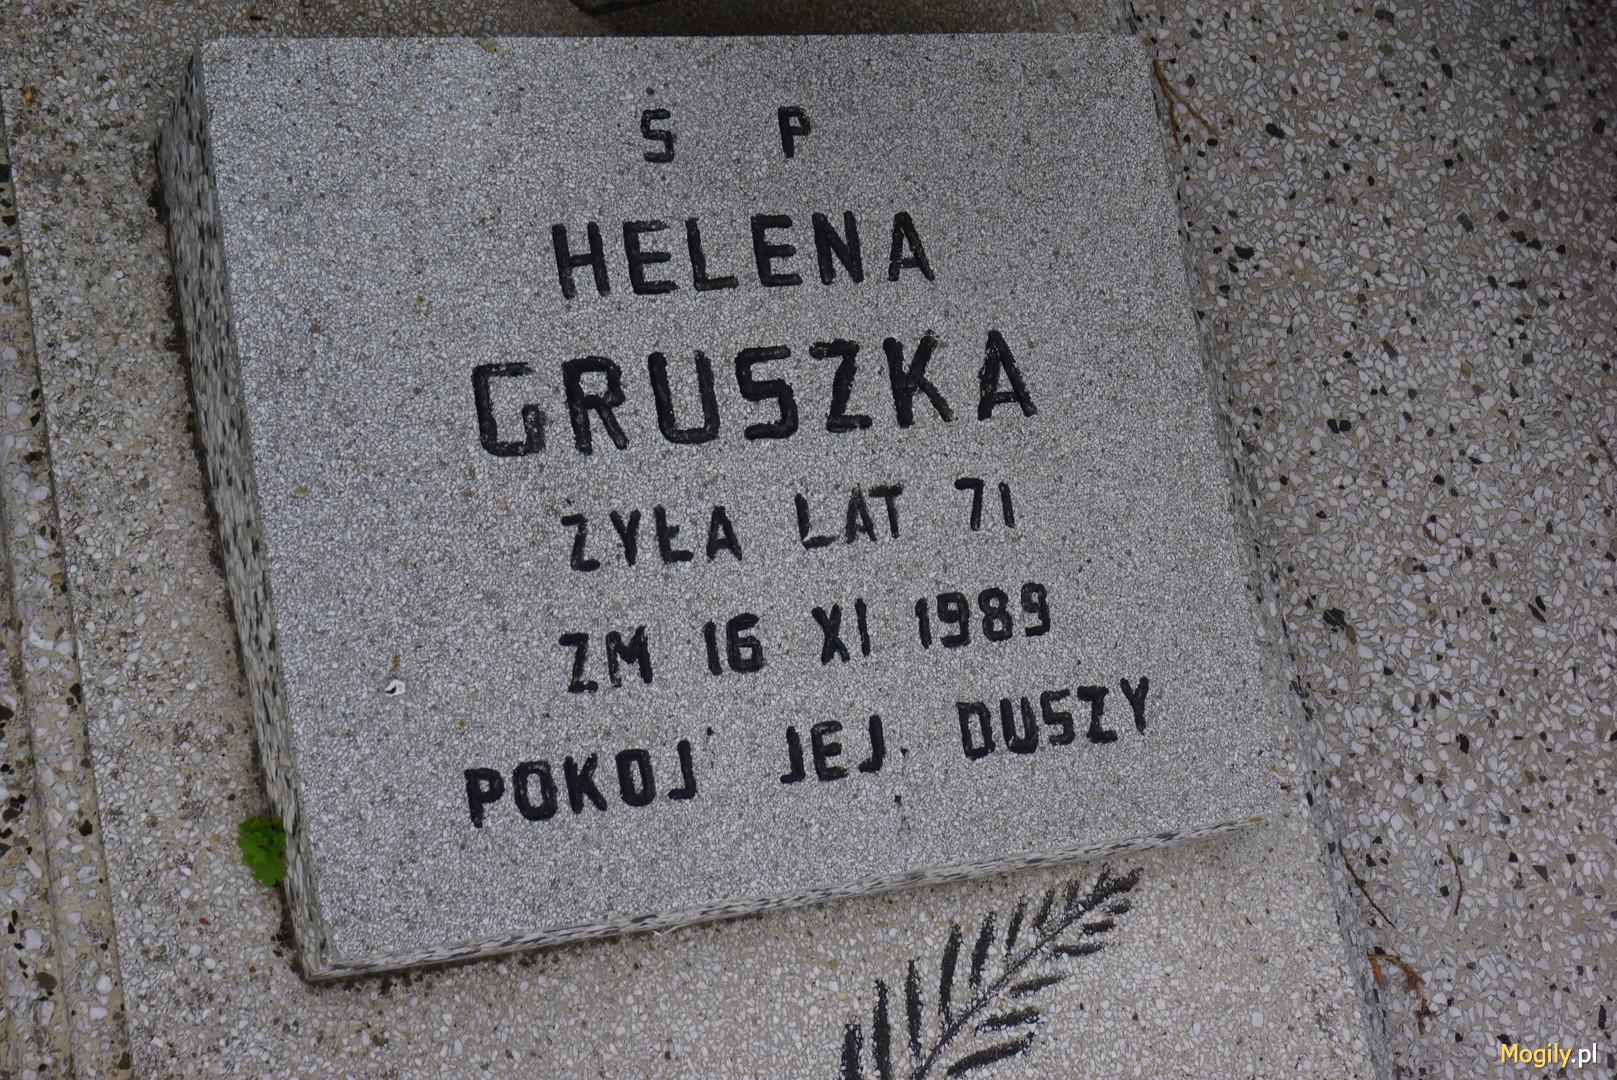 Ś P
HELENA
GRUSZKA
ŻYŁA LAT 71
ZM 16 XI 1989
POKOJ JEJ DUSZY
Mogily.pl